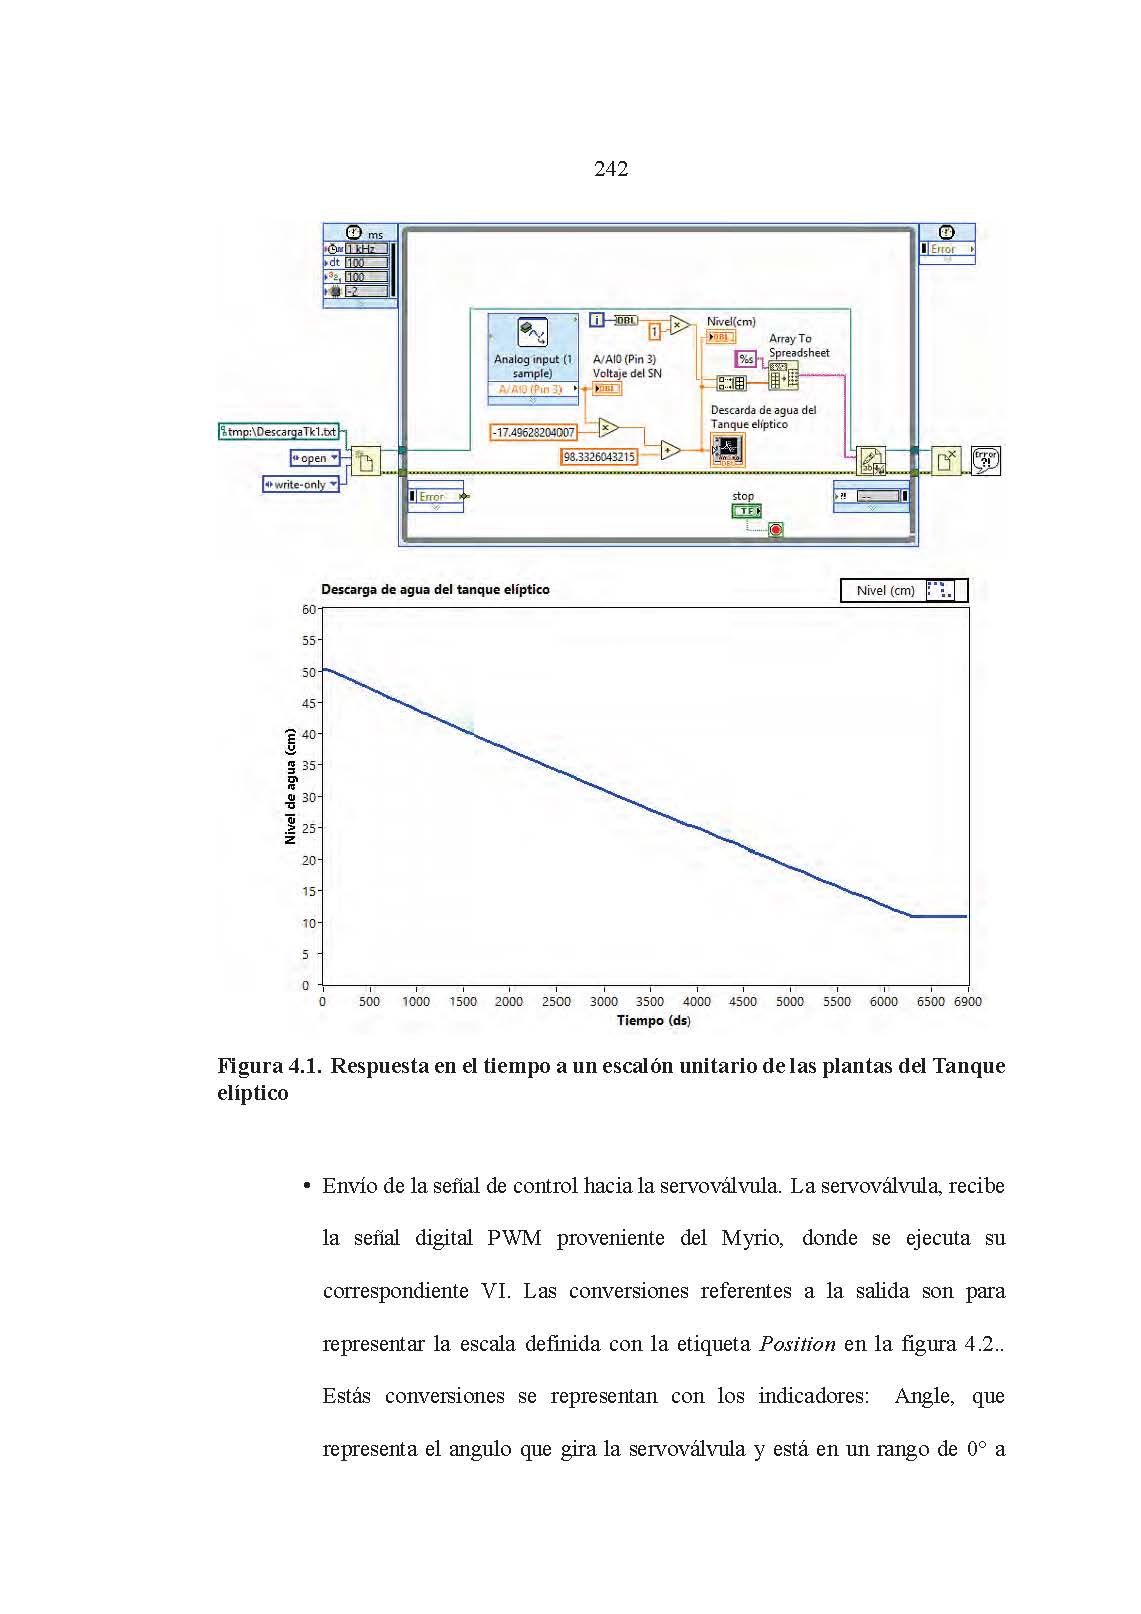 242
ms
1 kHz
Error
dt 100
100
-2
i
DBL
1
Nivel(cm)
DBL
Array To
Spreadsheet
%s
Analog input (1
sample)
A/AI0 (Pin 3)
A/AI0 (Pin 3)
Voltaje del SN
DBL
Descarda de agua del
Tanque elíptico
-17.49628204007
98.3326043215
tmp:\DescargaTk1.txt
open
write-only
Error
?!
Error
stop
TF
?! --
Descarga de agua del tanque elíptico
Nivel (cm)
60
55
50
45
40
35
30
25
20
15
10
5
0
Nivel de agua (cm)
0 500 1000 1500 2000 2500 3000 3500 4000 4500 5000 5500 6000 6500 6900
Tiempo (ds)
Figura 4.1. Respuesta en el tiempo a un escalón unitario de las plantas del Tanque
elíptico
• Envío de la señal de control hacia la servoválvula. La servoválvula, recibe
la señal digital PWM proveniente del Myrio, donde se ejecuta su
correspondiente VI. Las conversiones referentes a la salida son para
representar la escala definida con la etiqueta Position en la figura 4.2..
Estás conversiones se representan con los indicadores: Angle, que
representa el angulo que gira la servoválvula y está en un rango de 0° a